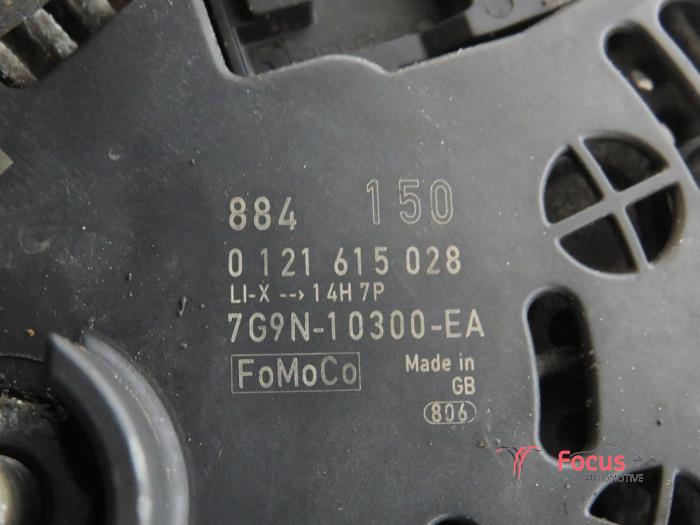 884 150
0 121 615 028
LI-X --> 14H 7P
7G9N-10300-EA
FoMoCo Made in
GB
806
Focus
AUTOMOTIVE